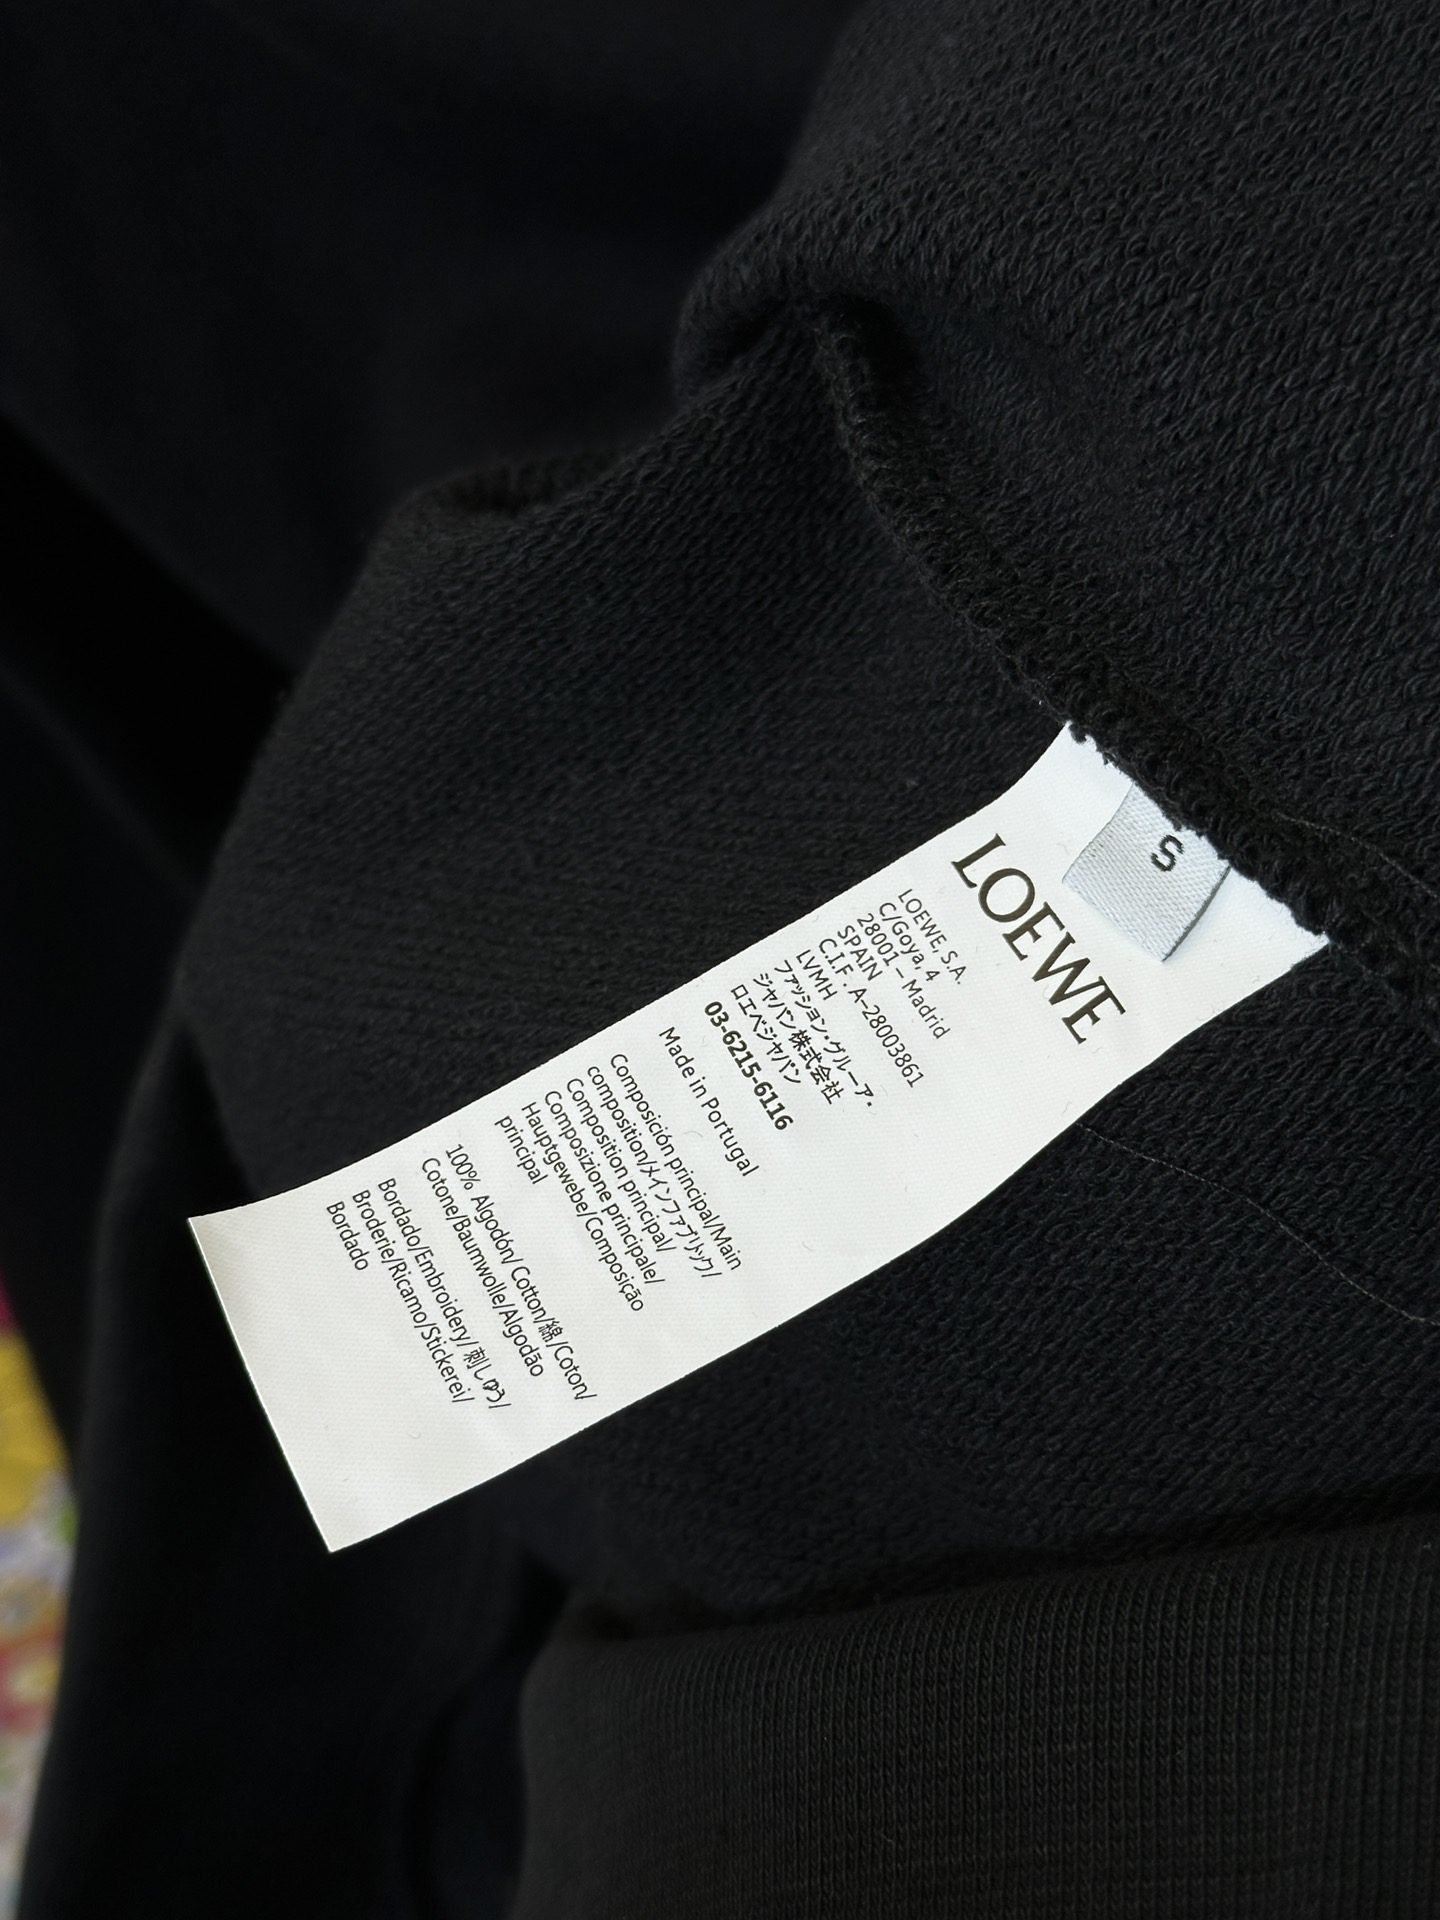 S
LOEWE
LOEWE, S.A.
C/Goya, 4
28001 – Madrid
SPAIN
C.I.F. A–28003861
LVMH
ファッション・グループ・
ジャパン 株式会社
ロエベジャパン
03-6215-6116
Made in Portugal
Composición principal/Main
composition/メインファブリック/
Composition principal/
Composizione principale/
Hauptgewebe/Composição
principal
100% Algodón/ Cotton/綿/Coton/
Cotone/Baumwolle/Algodão
Bordado/Embroidery/ 刺しゅう/
Broderie/Ricamo/Stickerei/
Bordado